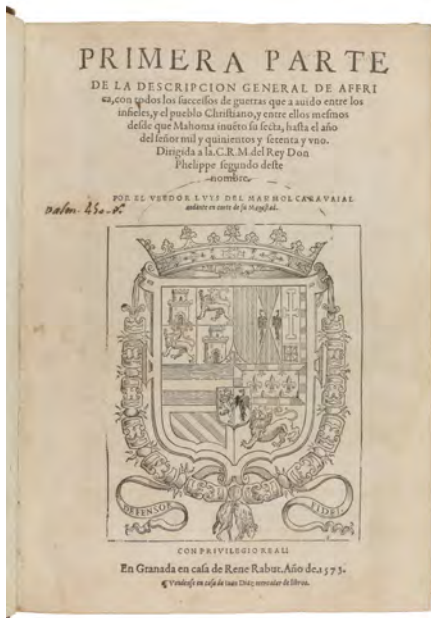 PRIMERA PARTE
DE LA DESCRIPCION GENERAL DE AFFRI
ca, con todos los successos de guerras que a auido entre los
infieles, y el pueblo Christiano, y entre ellos mesmos
desde que Mahoma inuẽto su secta, hasta el año
del señor mil y quinientos y setenta y vno.
Dirigida a la. C. R. M. del Rey Don
Phelippe segundo deste
nombre.
POR EL VEEDOR LUYS DEL MARMOL CARAVAIAL
andante en corte de su Magestad.
DEFENSOR
FIDEI
CON PRIVILEGIO REAL
En Granada en casa de Rene Rabut. Año de. 1573.
Vendense en casa de Iuan Diaz mercader de libros.